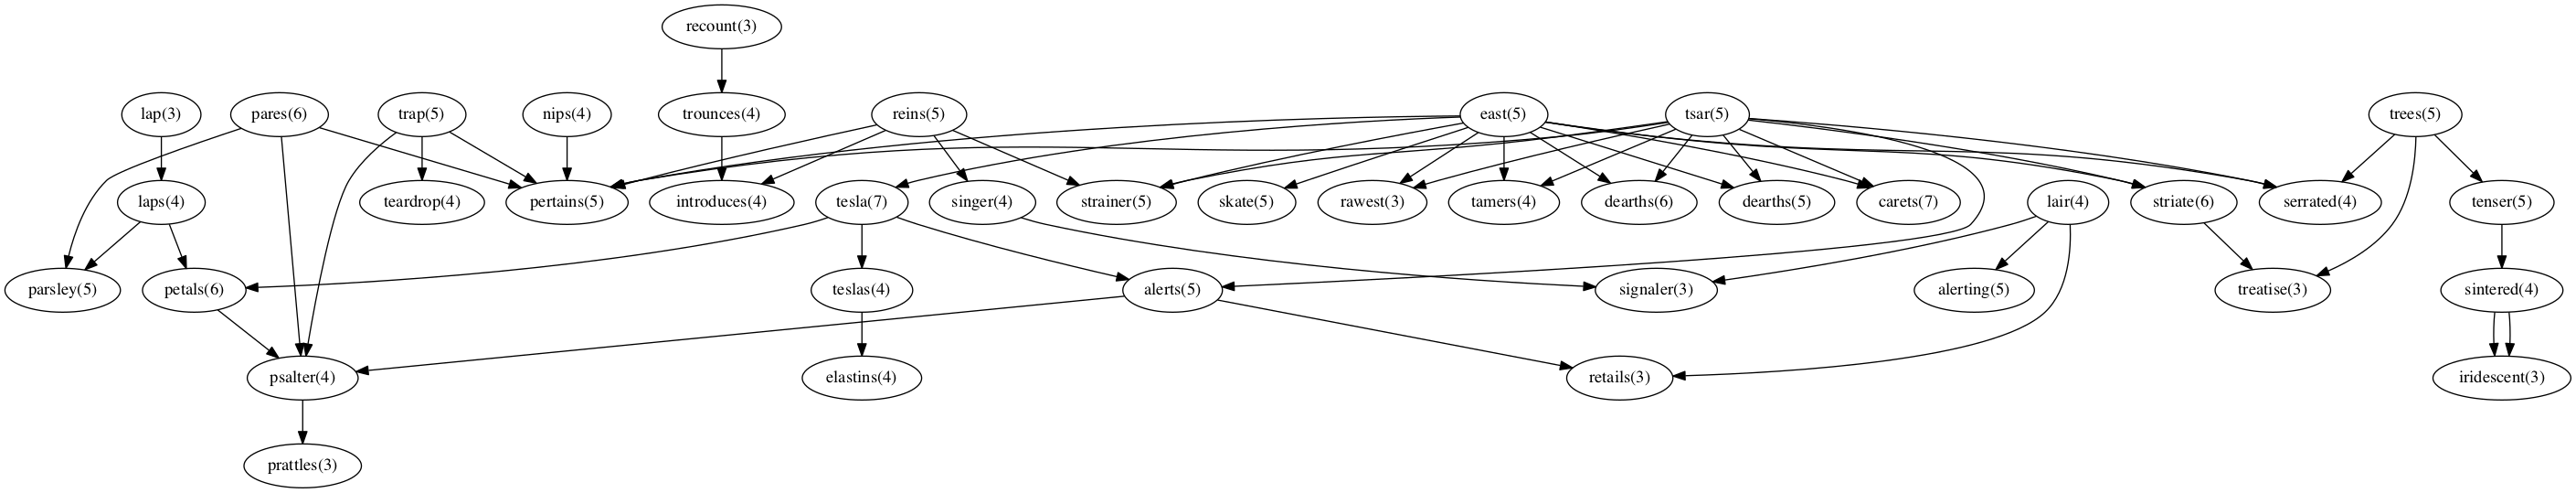 recount(3)
lap(3) pares(6) trap(5) nips(4) trounces(4) reins(5) east(5) tsar(5) trees(5)
laps(4) teardrop(4) pertains(5) introduces(4) tesla(7) singer(4) strainer(5) skate(5) rawest(3) tamers(4) dearths(6) dearths(5) carets(7) lair(4) striate(6) serrated(4) tenser(5)
parsley(5) petals(6) teslas(4) alerts(5) signaler(3) alerting(5) treatise(3) sintered(4)
psalter(4) elastins(4) retails(3) iridescent(3)
prattles(3)